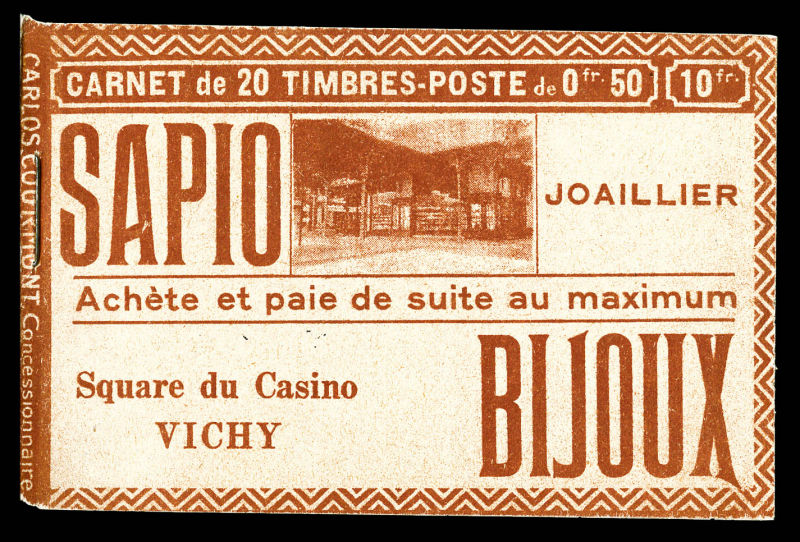 CARNET de 20 TIMBRES-POSTE de 0fr. 50
10fr.
SAPIO
JOAILLIER
Achète et paie de suite au maximum
BIJOUX
Square du Casino
VICHY
CARLOS COURMONT. Concessionnaire